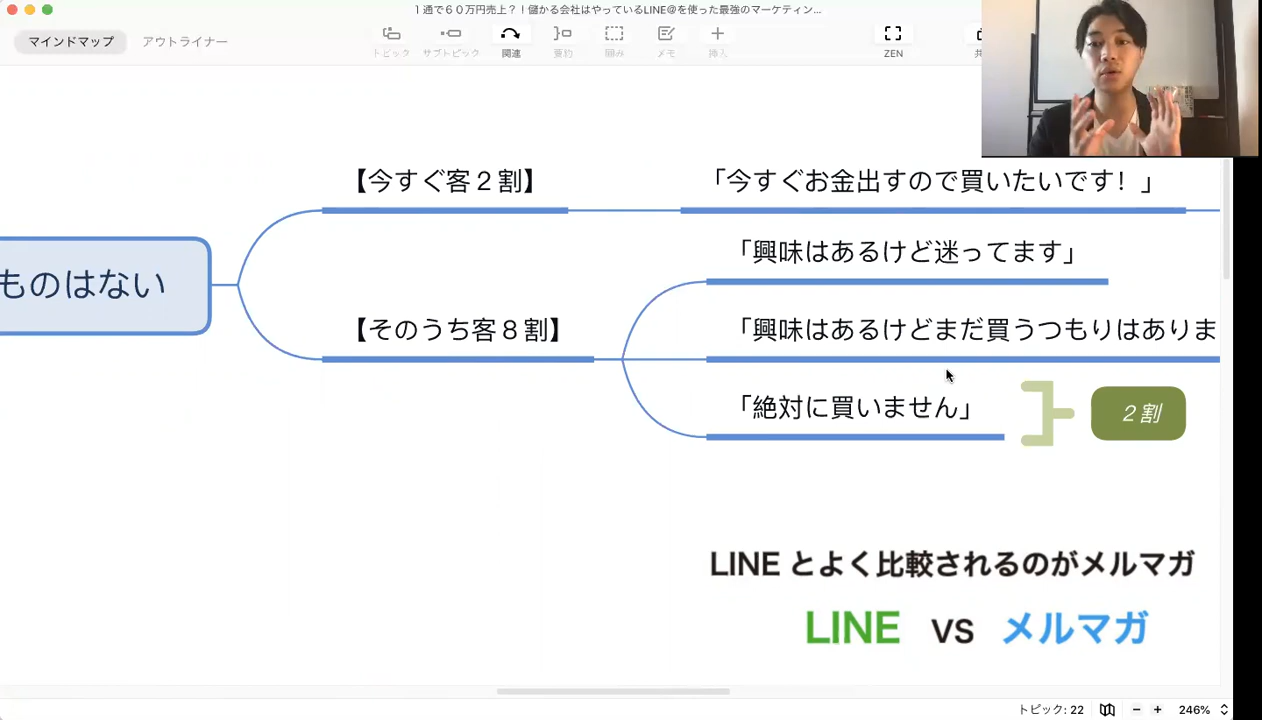 １通で６０万円売上？！儲かる会社はやっているLINE@を使った最強のマーケティン...
マインドマップ
アウトライナー
トピック
サブトピック
関連
要約
囲み
メモ
挿入
ZEN
共
【今すぐ客２割】
「今すぐお金出すので買いたいです！」
「興味はあるけど迷ってます」
ものはない
【そのうち客８割】
「興味はあるけどまだ買うつもりはありま
「絶対に買いません」
２割
LINE とよく比較されるのがメルマガ
LINE vs メルマガ
トピック: 22
246%